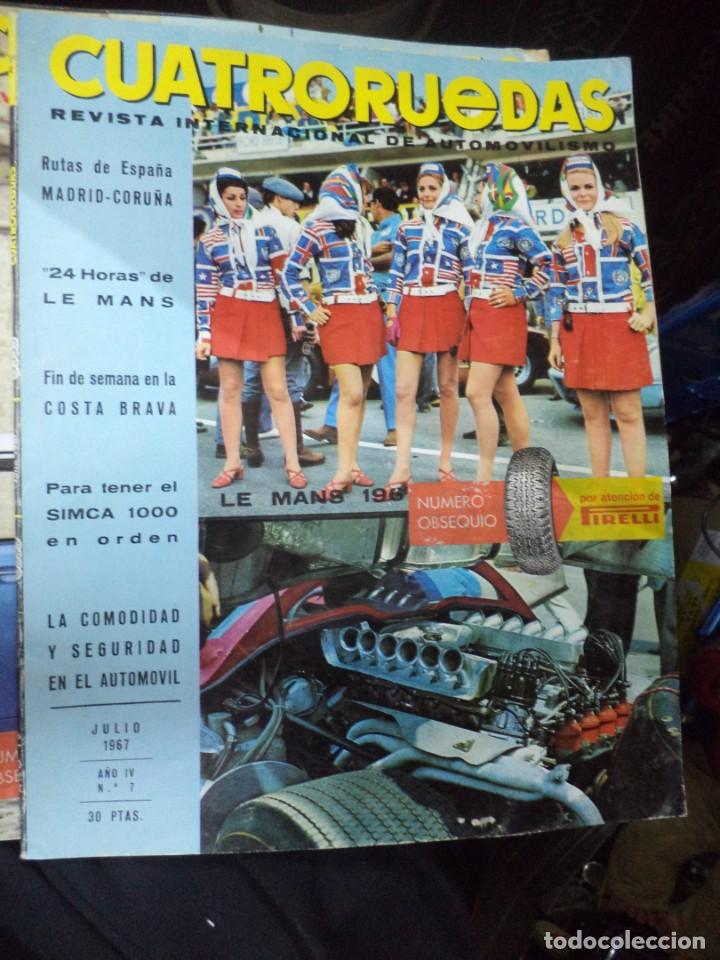 CUATRORUEDAS
REVISTA INTERNACIONAL DE AUTOMOVILISMO
Rutas de España
MADRID-CORUÑA
"24 Horas" de
LE MANS
Fin de semana en la
COSTA BRAVA
Para tener el
SIMCA 1000
en orden
LA COMODIDAD
Y SEGURIDAD
EN EL AUTOMOVIL
JULIO
1967
AÑO IV
N.º 7
30 PTAS.
LE MANS 196
NUMERO
OBSEQUIO
por atención de
PIRELLI
todocoleccion
todocoleccion.net